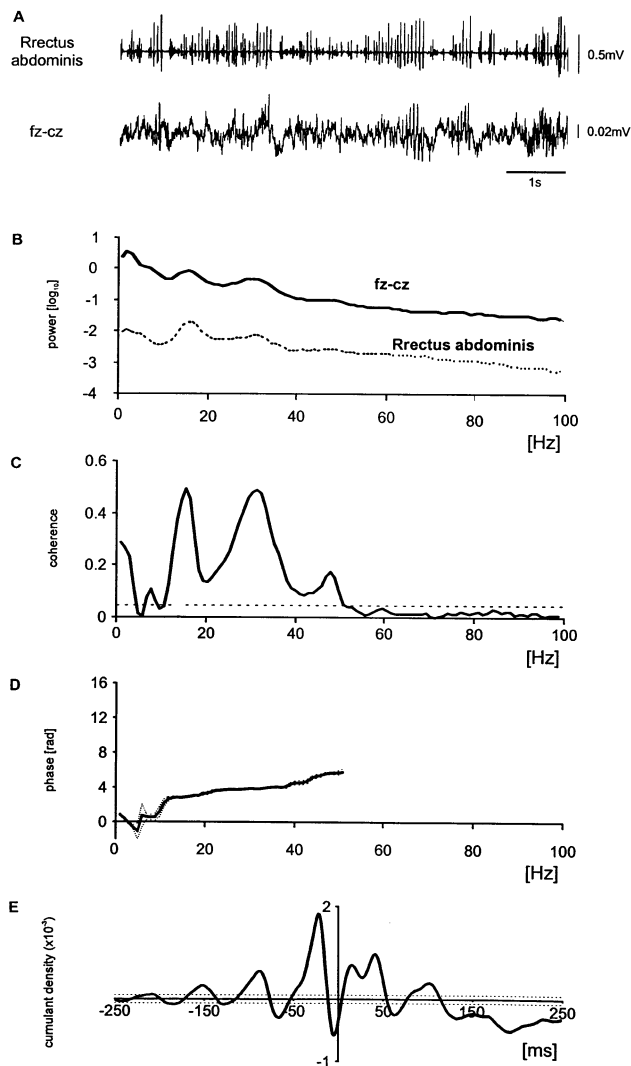 A
Rrectus
abdominis
0.5mV
fz-cz
0.02mV
1s
B
power [log10]
1
0
-1
-2
-3
-4
fz-cz
Rrectus abdominis
0 20 40 60 80 100
[Hz]
C
coherence
0.6
0.4
0.2
0
0 20 40 60 80 100
[Hz]
D
phase [rad]
16
12
8
4
0
0 20 40 60 80 100
[Hz]
E
cumulant density (x10-3)
2
-250 -150 -50 50 150 250
-1
[ms]